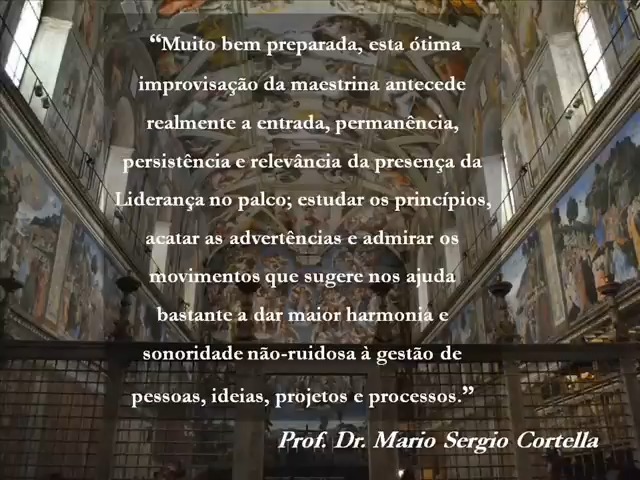 “Muito bem preparada, esta ótima
improvisação da maestrina antecede
realmente a entrada, permanência,
persistência e relevância da presença da
Liderança no palco; estudar os princípios,
acatar as advertências e admirar os
movimentos que sugere nos ajuda
bastante a dar maior harmonia e
sonoridade não-ruidosa à gestão de
pessoas, ideias, projetos e processos.”
Prof. Dr. Mario Sergio Cortella